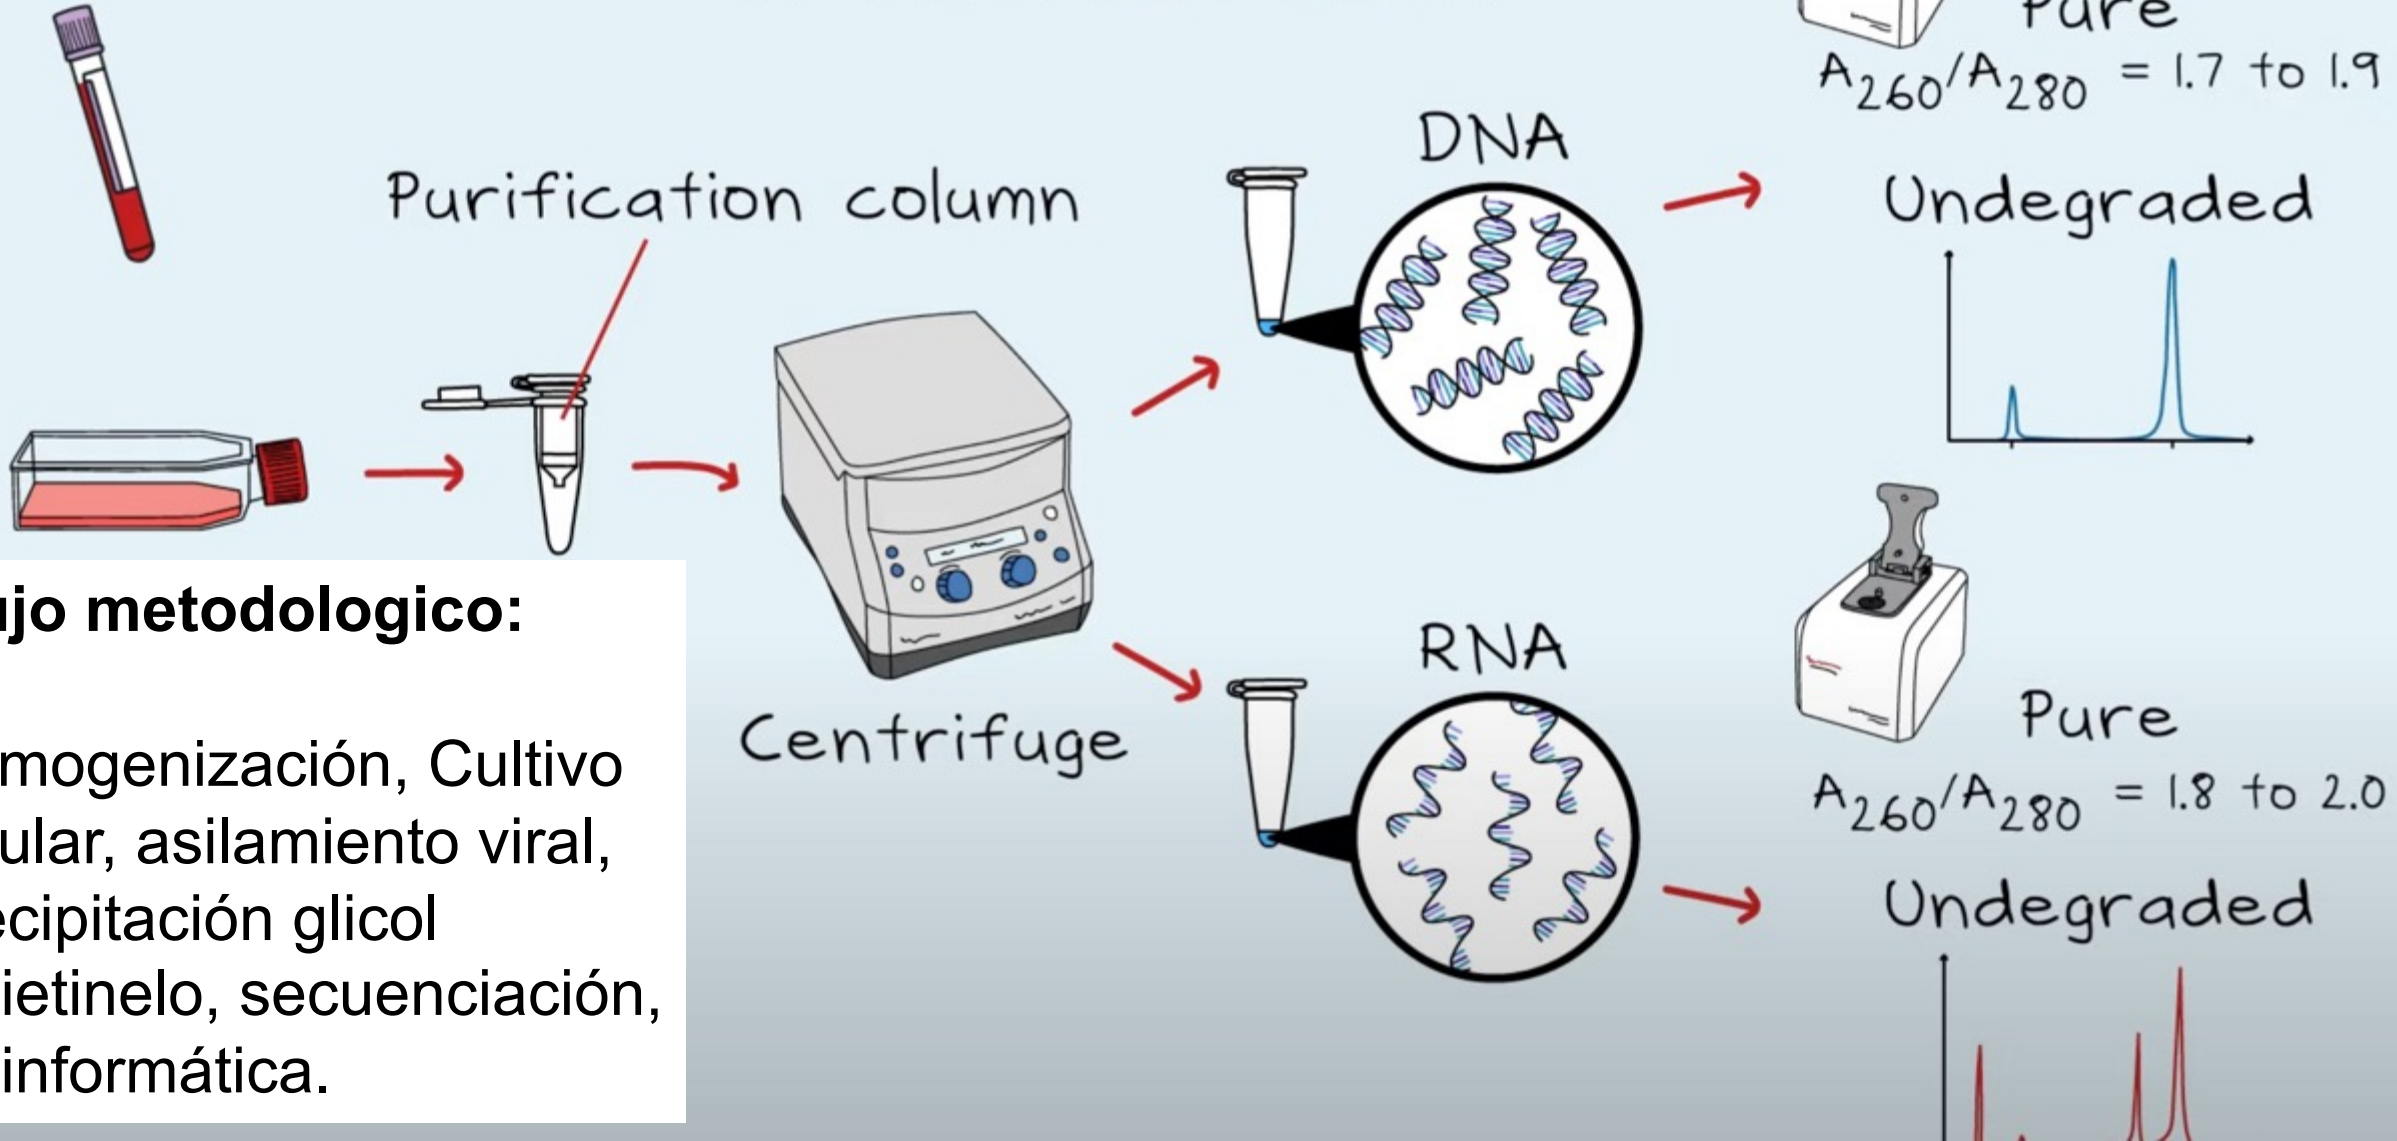 Pure
A260/A280 = 1.7 to 1.9
DNA
Purification column
Undegraded
ujo metodologico:
RNA
Pure
Centrifuge
mogenización, Cultivo
A260/A280 = 1.8 to 2.0
ular, asilamiento viral,
ecipitación glicol
Undegraded
ietinelo, secuenciación,
informática.